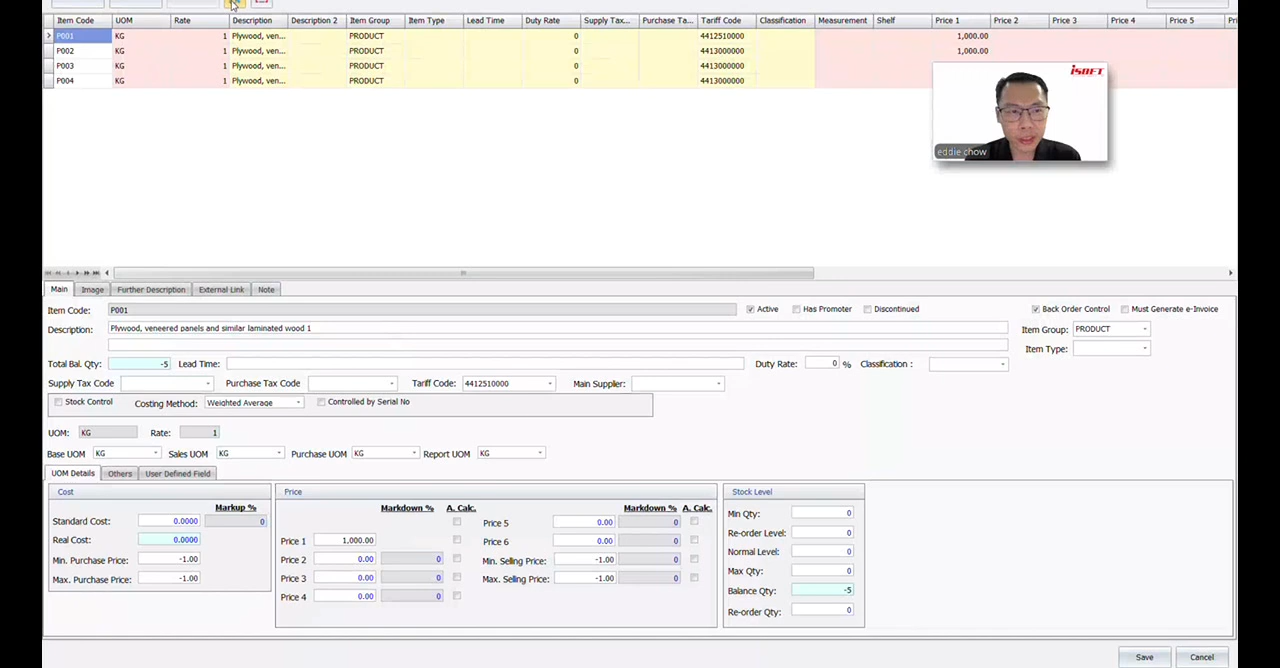 Item Code UOM Rate Description Description 2 Item Group Item Type Lead Time Duty Rate Supply Tax... Purchase Ta... Tariff Code Classification Measurement Shelf Price 1 Price 2 Price 3 Price 4 Price 5 Pri
P001 KG 1 Plywood, ven... PRODUCT 0 4412510000 1,000.00
P002 KG 1 Plywood, ven... PRODUCT 0 4413000000 1,000.00
P003 KG 1 Plywood, ven... PRODUCT 0 4413000000
P004 KG 1 Plywood, ven... PRODUCT 0 4413000000
eddie chow
Main Image Further Description External Link Note
Item Code: P001 Active Has Promoter Discontinued Back Order Control Must Generate e-Invoice
Description: Plywood, veneered panels and similar laminated wood 1 Item Group: PRODUCT
Item Type:
Total Bal. Qty: -5 Lead Time: Duty Rate: 0 % Classification :
Supply Tax Code Purchase Tax Code Tariff Code: 4412510000 Main Supplier:
Stock Control Costing Method: Weighted Average Controlled by Serial No
UOM: KG Rate: 1
Base UOM KG Sales UOM KG Purchase UOM KG Report UOM KG
UOM Details Others User Defined Field
Cost Price Stock Level
Markup % Markdown % A. Calc. Markdown % A. Calc.
Standard Cost: 0.0000 0 Price 5 0.00 0 Min Qty: 0
Real Cost: 0.0000 Price 1 1,000.00 Price 6 0.00 0 Re-order Level: 0
Min. Purchase Price: -1.00 Price 2 0.00 0 Min. Selling Price: -1.00 0 Normal Level: 0
Max. Purchase Price: -1.00 Price 3 0.00 0 Max. Selling Price: -1.00 0 Max Qty: 0
Price 4 0.00 0 Balance Qty: -5
Re-order Qty: 0
Save Cancel